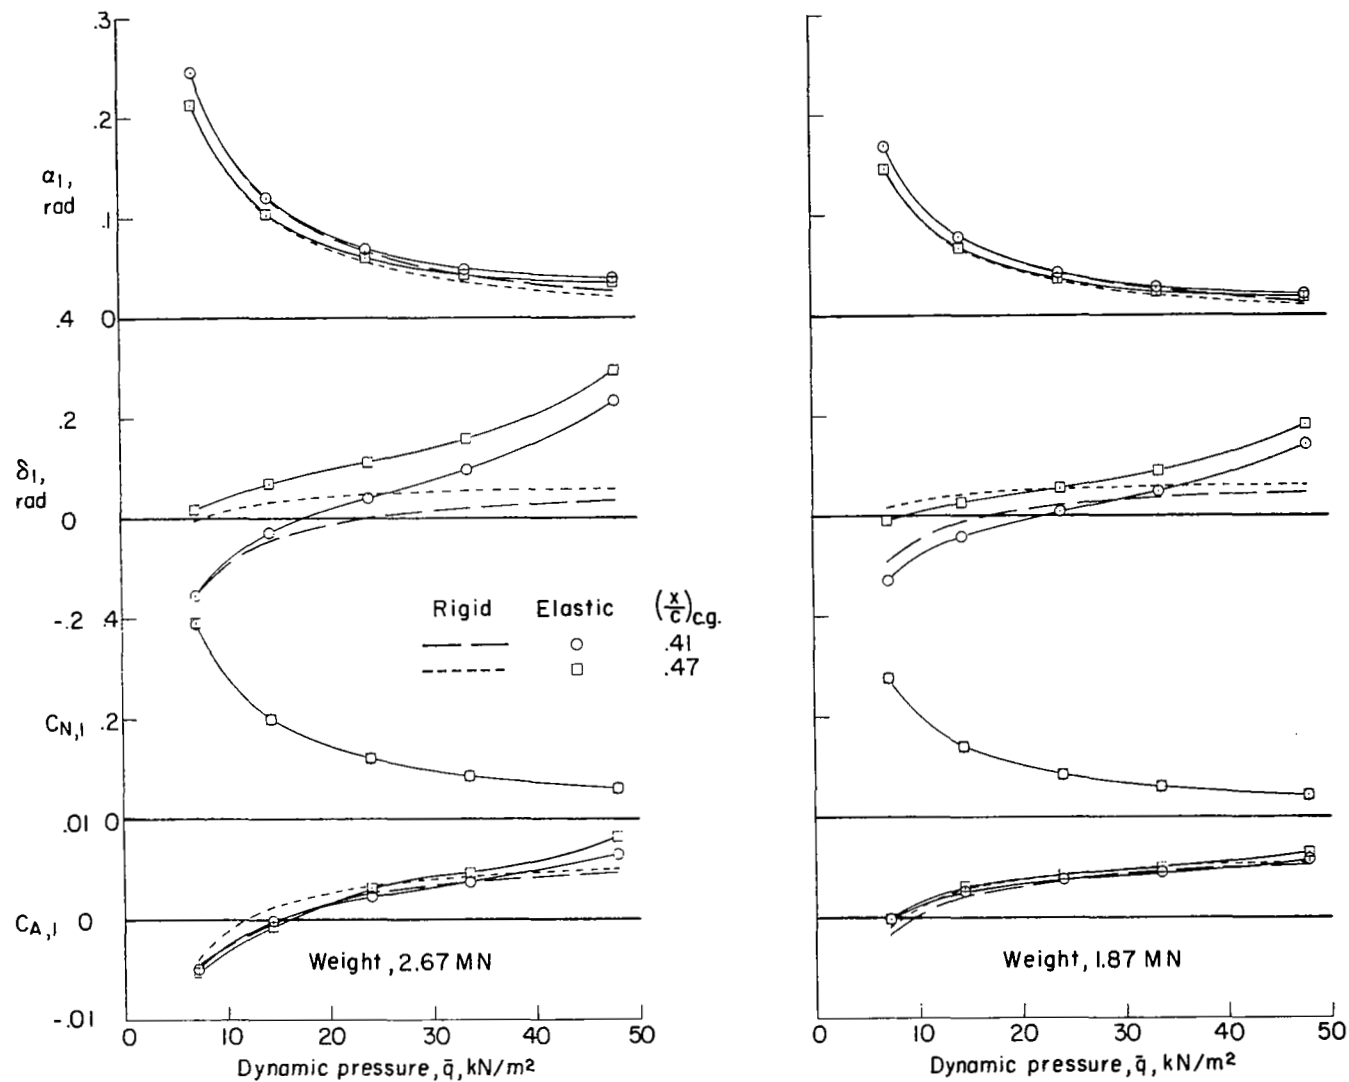 .3
.2
α₁,
rad
.1
.4 0
.2
δ₁,
rad
0
-.2 .4
Rigid Elastic (x/c)c.g.
.41
.47
C_N,1 .2
.01 0
C_A,1 0
-.01
Weight, 2.67 MN
0 10 20 30 40 50
Dynamic pressure, q̄, kN/m²
Weight, 1.87 MN
0 10 20 30 40 50
Dynamic pressure, q̄, kN/m²